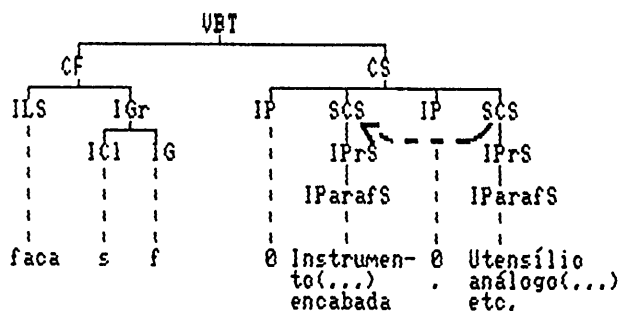 VBT
CF CS
ILS IGr IP SCS IP SCS
ICl IG IPrS IPrS
IParafS IParafS
faca s f 0 Instrumen- 0 Utensílio
to(...) . análogo(...)
encabada etc.